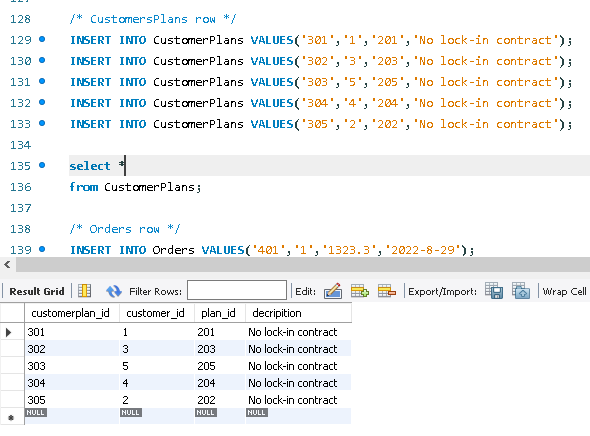 128 /* CustomersPlans row */
129 INSERT INTO CustomerPlans VALUES('301','1','201','No lock-in contract');
130 INSERT INTO CustomerPlans VALUES('302','3','203','No lock-in contract');
131 INSERT INTO CustomerPlans VALUES('303','5','205','No lock-in contract');
132 INSERT INTO CustomerPlans VALUES('304','4','204','No lock-in contract');
133 INSERT INTO CustomerPlans VALUES('305','2','202','No lock-in contract');
134
135 select *
136 from CustomerPlans;
137
138 /* Orders row */
139 INSERT INTO Orders VALUES('401','1','1323.3','2022-8-29');
Result Grid Filter Rows: Edit: Export/Import: Wrap Cell
customerplan_id customer_id plan_id decripition
301 1 201 No lock-in contract
302 3 203 No lock-in contract
303 5 205 No lock-in contract
304 4 204 No lock-in contract
305 2 202 No lock-in contract
NULL NULL NULL NULL